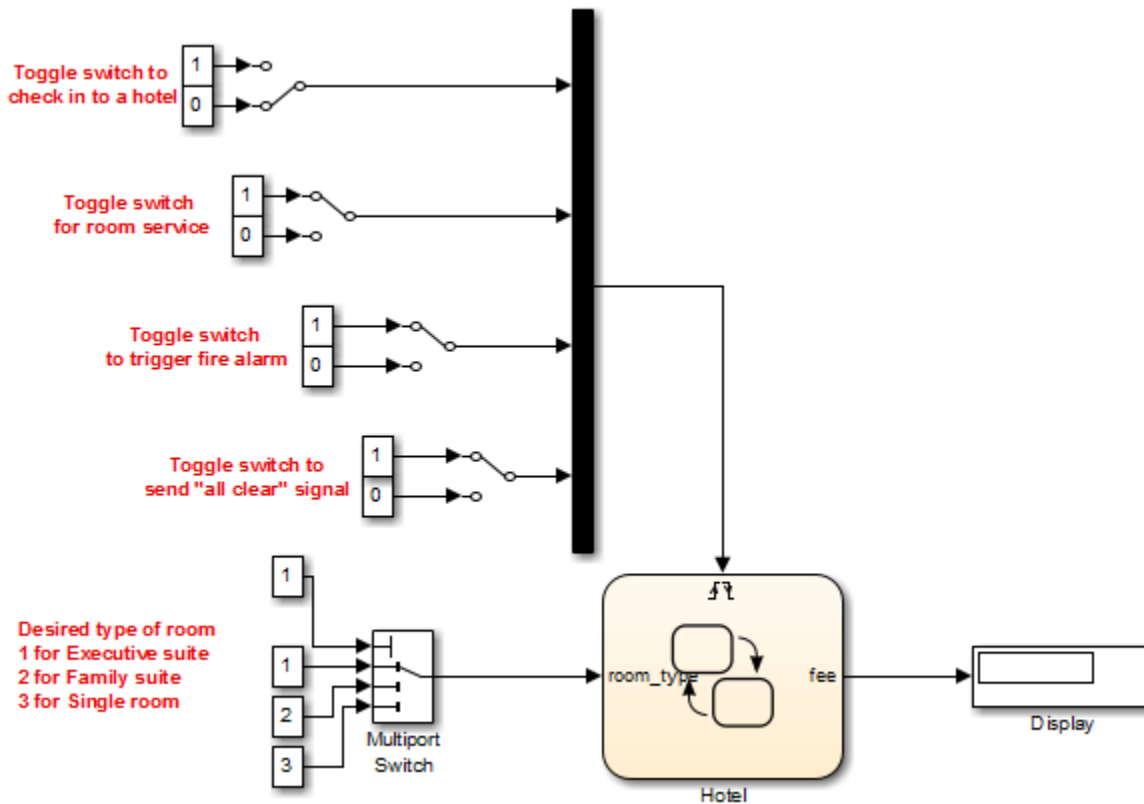 Toggle switch to
check in to a hotel
1
0
Toggle switch
for room service
1
0
Toggle switch
to trigger fire alarm
1
0
Toggle switch to
send "all clear" signal
1
0
1
Desired type of room
1 for Executive suite
2 for Family suite
3 for Single room
1
2
3
Multiport
Switch
room_type
fee
Hotel
Display